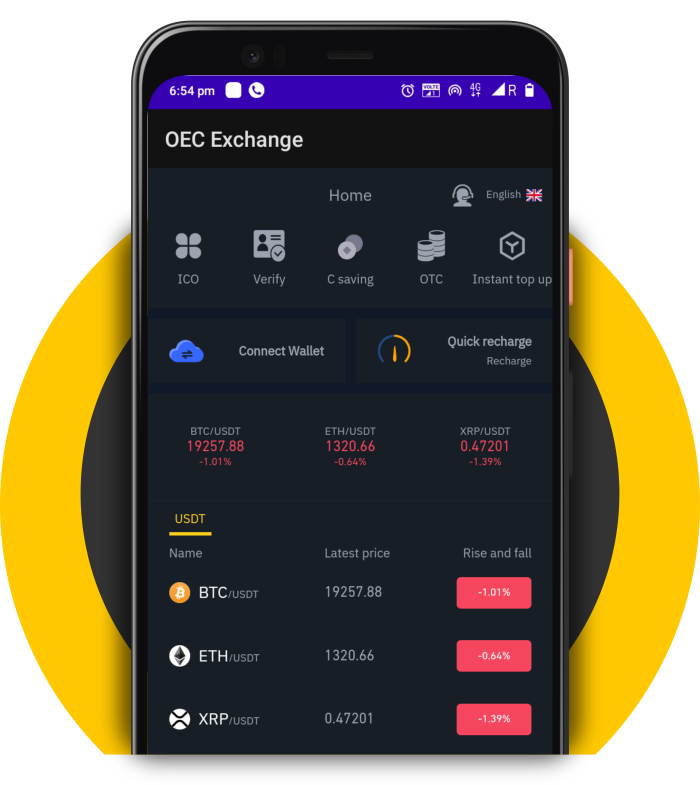 6:54 pm VOLTE 4G R
OEC Exchange
Home English
ICO Verify C saving OTC Instant top up
Connect Wallet
Quick recharge
Recharge
BTC/USDT ETH/USDT XRP/USDT
19257.88 1320.66 0.47201
-1.01% -0.64% -1.39%
USDT
Name Latest price Rise and fall
BTC/USDT 19257.88 -1.01%
ETH/USDT 1320.66 -0.64%
XRP/USDT 0.47201 -1.39%